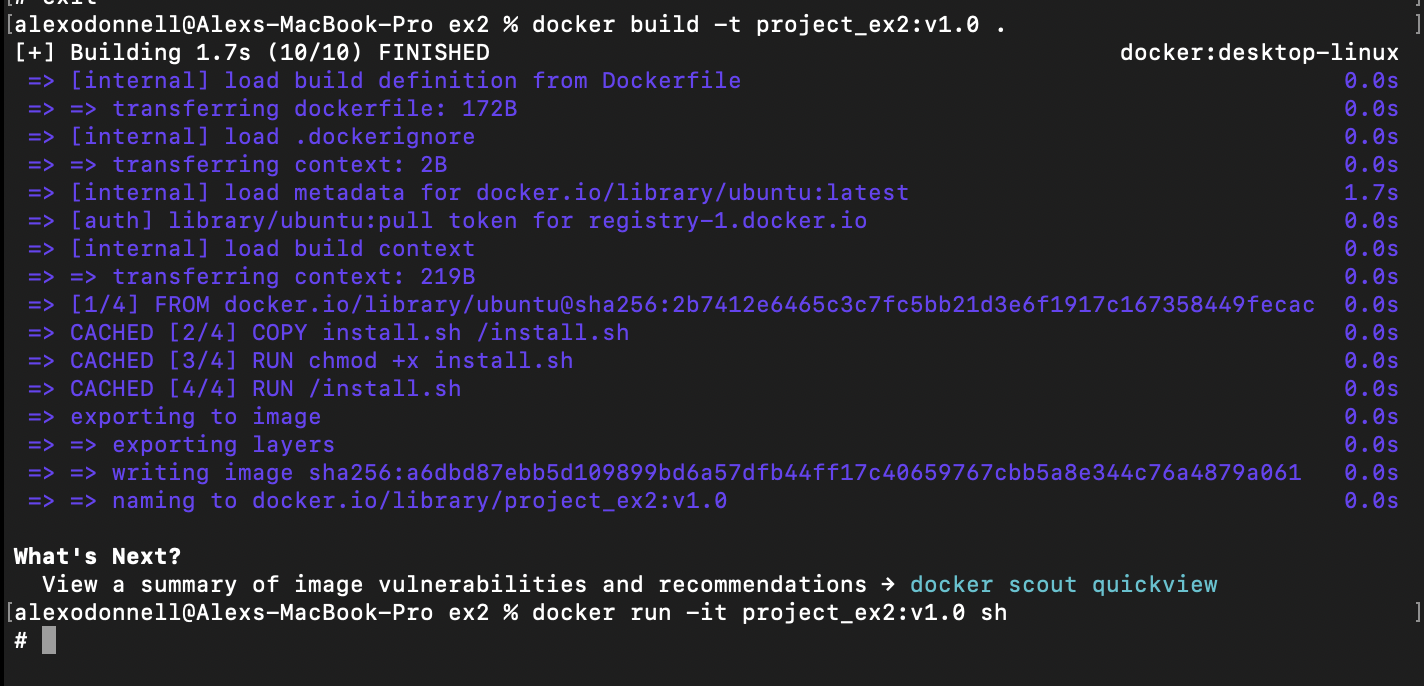 # exit
[alexodonnell@Alexs-MacBook-Pro ex2 % docker build -t project_ex2:v1.0 . ]
[+] Building 1.7s (10/10) FINISHED docker:desktop-linux
=> [internal] load build definition from Dockerfile 0.0s
=> => transferring dockerfile: 172B 0.0s
=> [internal] load .dockerignore 0.0s
=> => transferring context: 2B 0.0s
=> [internal] load metadata for docker.io/library/ubuntu:latest 1.7s
=> [auth] library/ubuntu:pull token for registry-1.docker.io 0.0s
=> [internal] load build context 0.0s
=> => transferring context: 219B 0.0s
=> [1/4] FROM docker.io/library/ubuntu@sha256:2b7412e6465c3c7fc5bb21d3e6f1917c167358449fecac 0.0s
=> CACHED [2/4] COPY install.sh /install.sh 0.0s
=> CACHED [3/4] RUN chmod +x install.sh 0.0s
=> CACHED [4/4] RUN /install.sh 0.0s
=> exporting to image 0.0s
=> => exporting layers 0.0s
=> => writing image sha256:a6dbd87ebb5d109899bd6a57dfb44ff17c40659767cbb5a8e344c76a4879a061 0.0s
=> => naming to docker.io/library/project_ex2:v1.0 0.0s
What's Next?
View a summary of image vulnerabilities and recommendations → docker scout quickview
[alexodonnell@Alexs-MacBook-Pro ex2 % docker run -it project_ex2:v1.0 sh ]
#